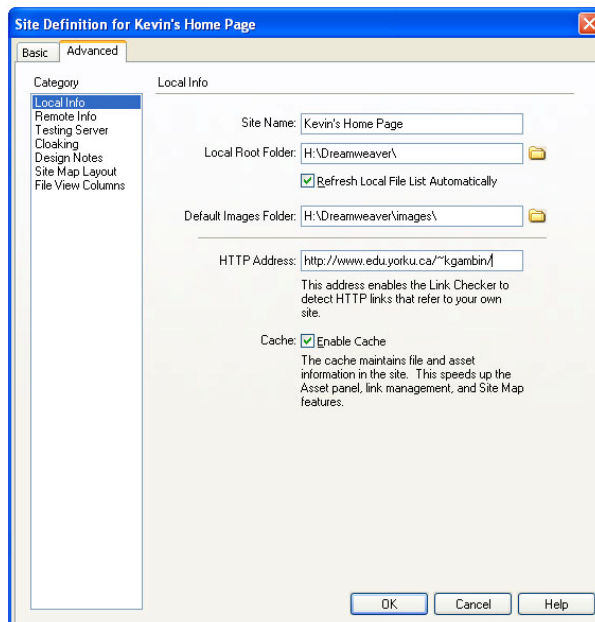 Site Definition for Kevin's Home Page
Basic
Advanced
Category
Local Info
Remote Info
Testing Server
Cloaking
Design Notes
Site Map Layout
File View Columns
Local Info
Site Name: Kevin's Home Page
Local Root Folder: H:\Dreamweaver\
Refresh Local File List Automatically
Default Images Folder: H:\Dreamweaver\images\
HTTP Address: http://www.edu.yorku.ca/~kgambin/
This address enables the Link Checker to
detect HTTP links that refer to your own
site.
Cache: Enable Cache
The cache maintains file and asset
information in the site. This speeds up the
Asset panel, link management, and Site Map
features.
OK
Cancel
Help